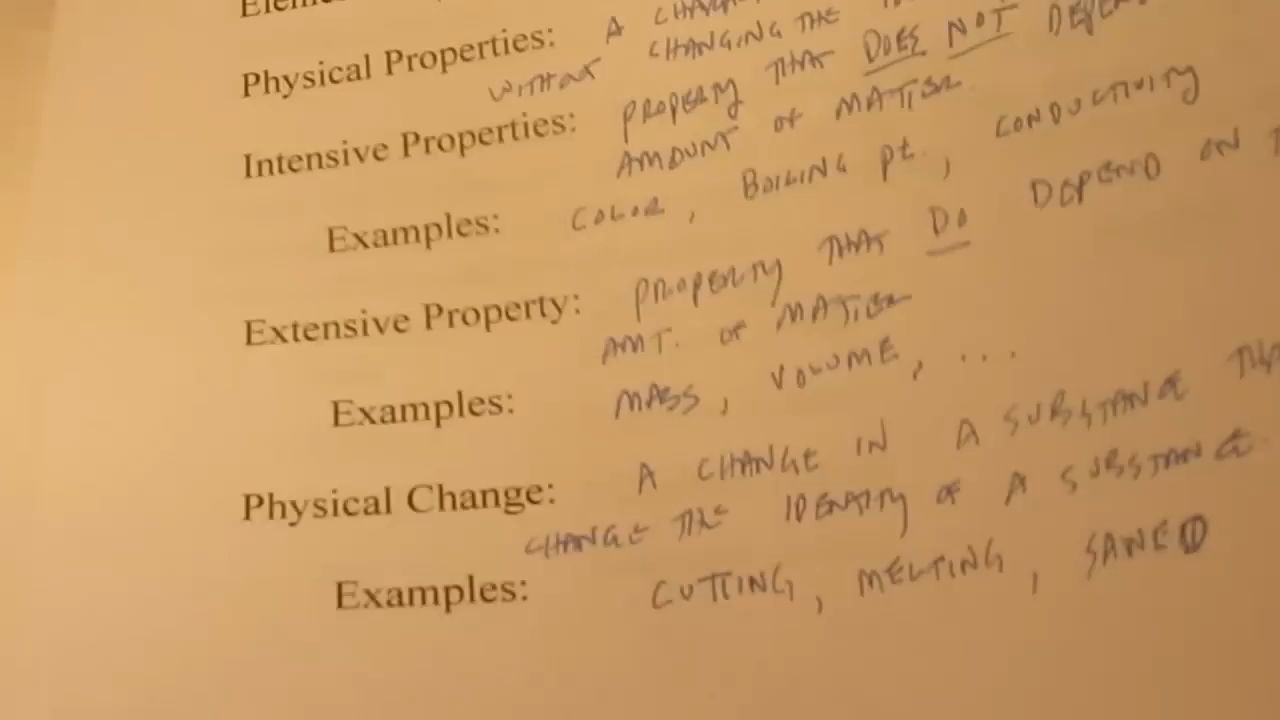 Physical Properties: A
WITHOUT CHANGING THE
Intensive Properties: PROPERTY THAT DOES NOT DEPEN
AMOUNT OF MATTER
Examples: COLOR, BOILING pt., CONDUCTIVITY
Extensive Property: PROPERTY THAT DO DEPEND ON
AMT. OF MATTER
Examples: MASS, VOLUME, ...
Physical Change: A CHANGE IN A SUBSTANCE
CHANGE THE IDENTITY OF A SUBSTANCE
Examples: CUTTING, MELTING,